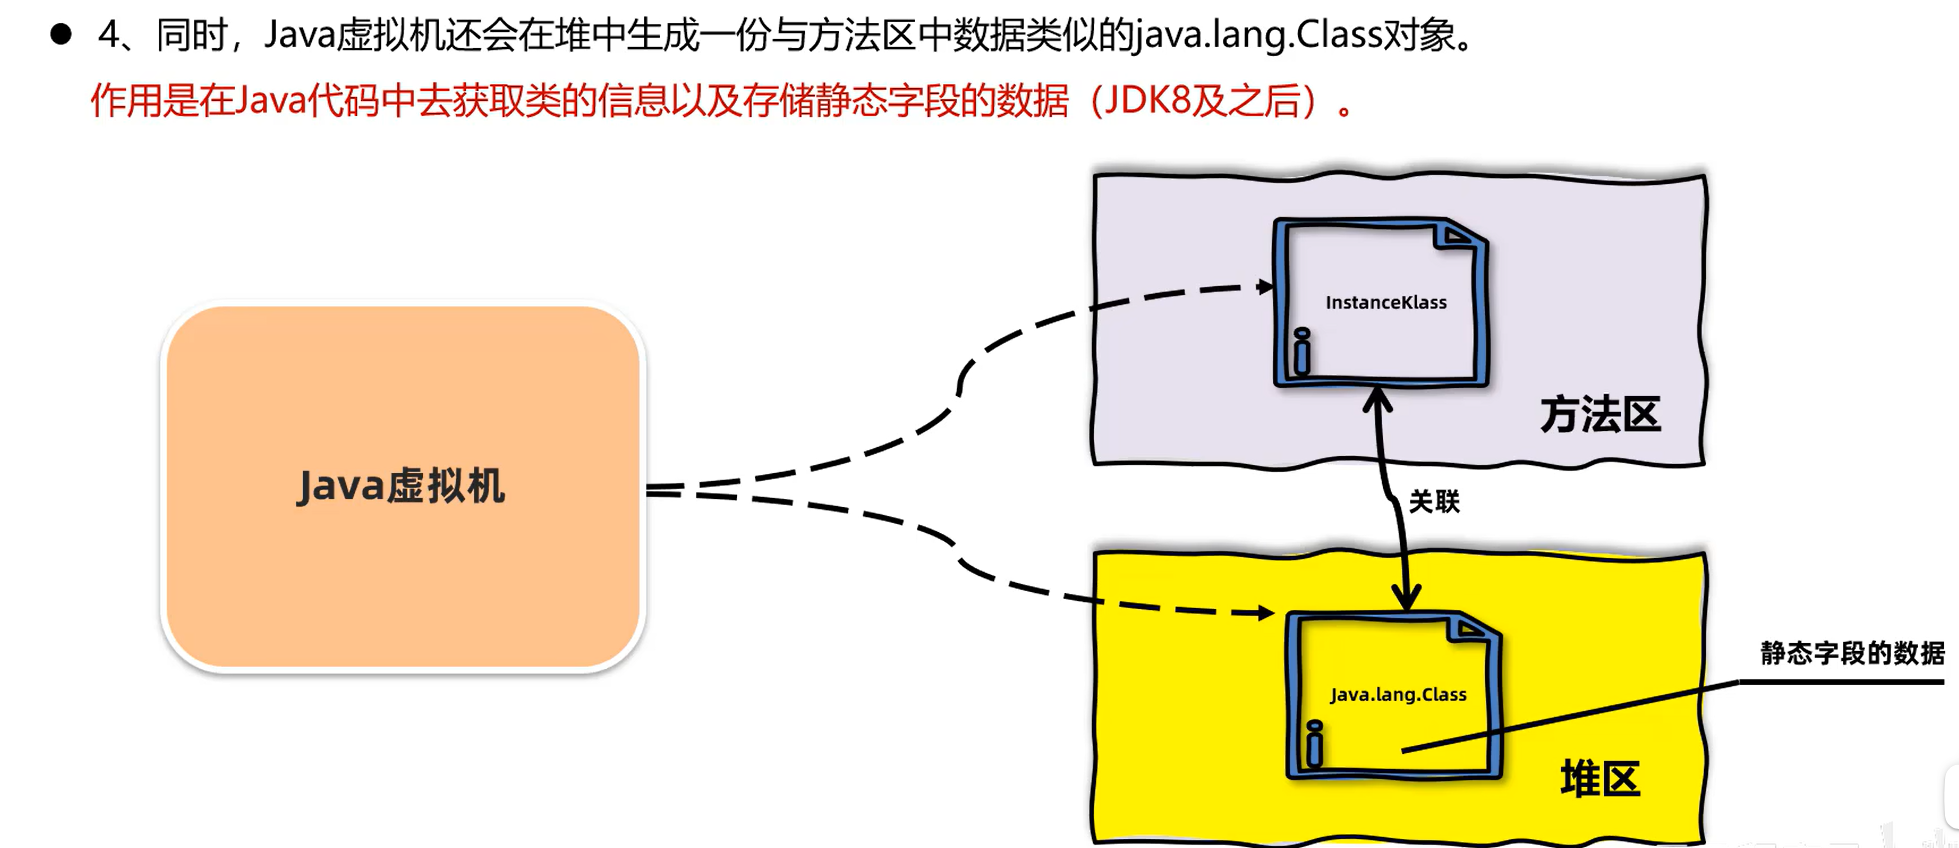 4、同时，Java虚拟机还会在堆中生成一份与方法区中数据类似的java.lang.Class对象。
作用是在Java代码中去获取类的信息以及存储静态字段的数据（JDK8及之后）。
InstanceKlass
方法区
Java虚拟机
关联
静态字段的数据
Java.lang.Class
堆区